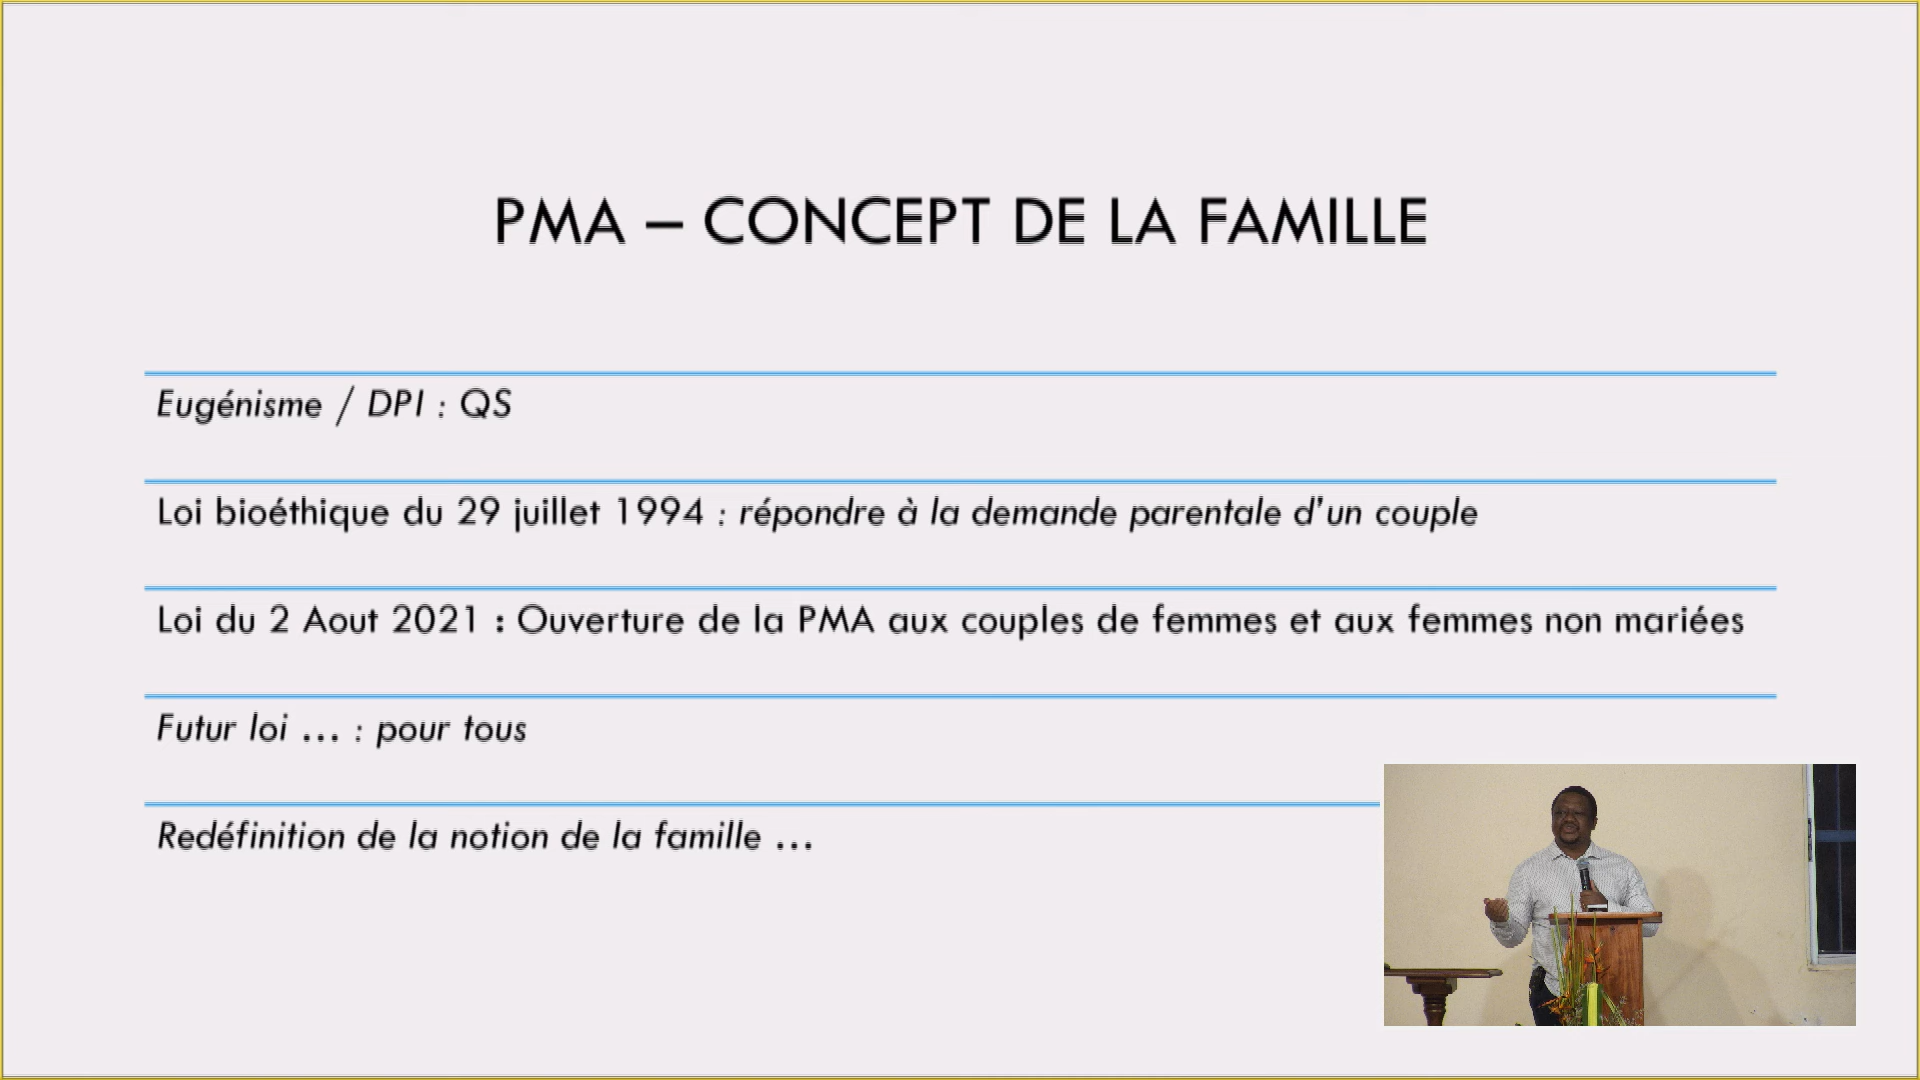 PMA – CONCEPT DE LA FAMILLE
Eugénisme / DPI : QS
Loi bioéthique du 29 juillet 1994 : répondre à la demande parentale d’un couple
Loi du 2 Aout 2021 : Ouverture de la PMA aux couples de femmes et aux femmes non mariées
Futur loi … : pour tous
Redéfinition de la notion de la famille …